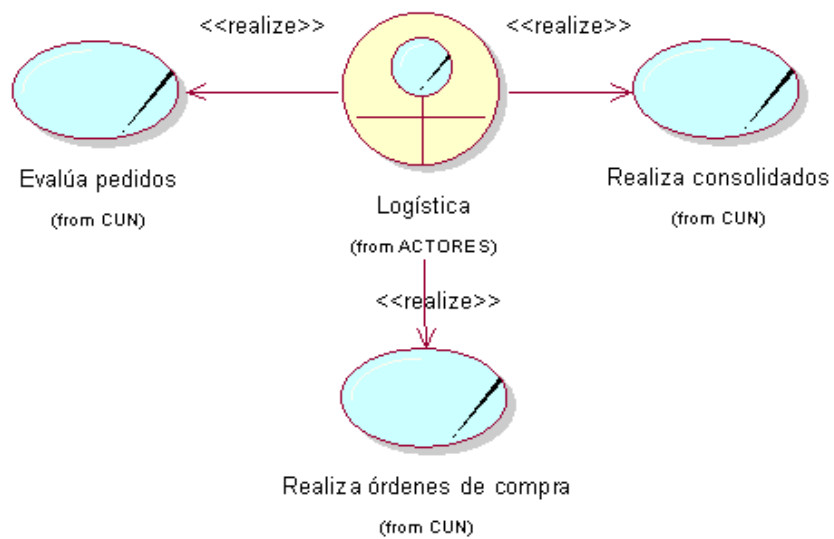 <<realize>>
<<realize>>
Evalúa pedidos
(from CUN)
Logística
(from ACTORES)
Realiza consolidados
(from CUN)
<<realize>>
Realiza órdenes de compra
(from CUN)